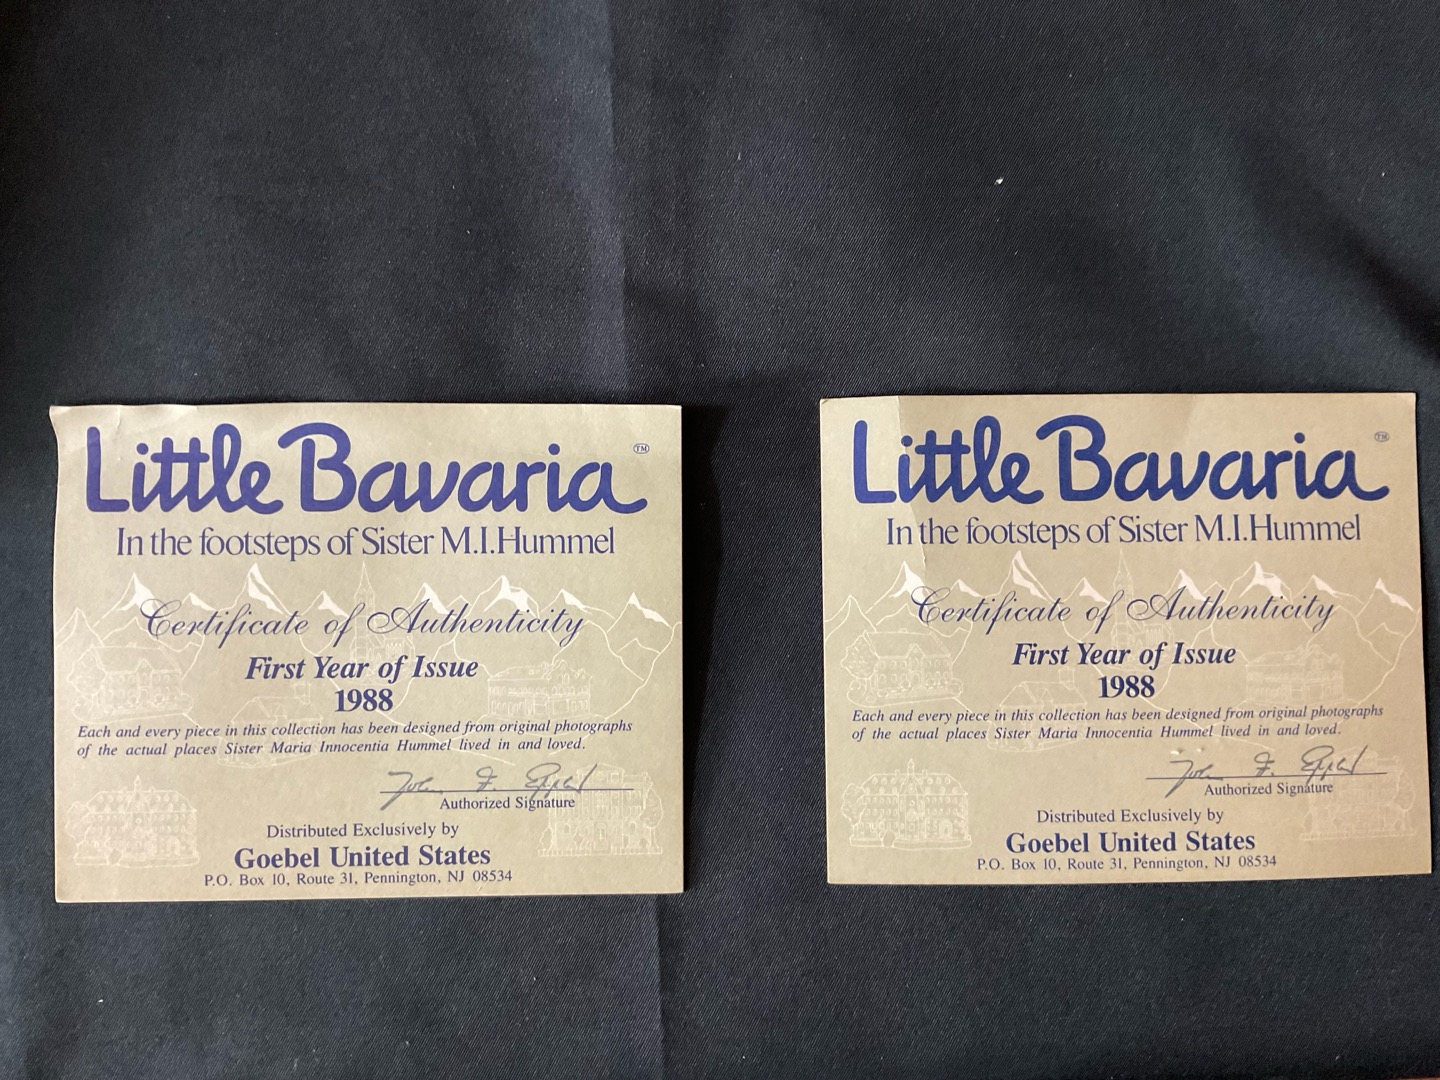 Little Bavaria TM
In the footsteps of Sister M.I.Hummel
Certificate of Authenticity
First Year of Issue
1988
Each and every piece in this collection has been designed from original photographs
of the actual places Sister Maria Innocentia Hummel lived in and loved.
Authorized Signature
Distributed Exclusively by
Goebel United States
P.O. Box 10, Route 31, Pennington, NJ 08534
Little Bavaria TM
In the footsteps of Sister M.I.Hummel
Certificate of Authenticity
First Year of Issue
1988
Each and every piece in this collection has been designed from original photographs
of the actual places Sister Maria Innocentia Hummel lived in and loved.
Authorized Signature
Distributed Exclusively by
Goebel United States
P.O. Box 10, Route 31, Pennington, NJ 08534